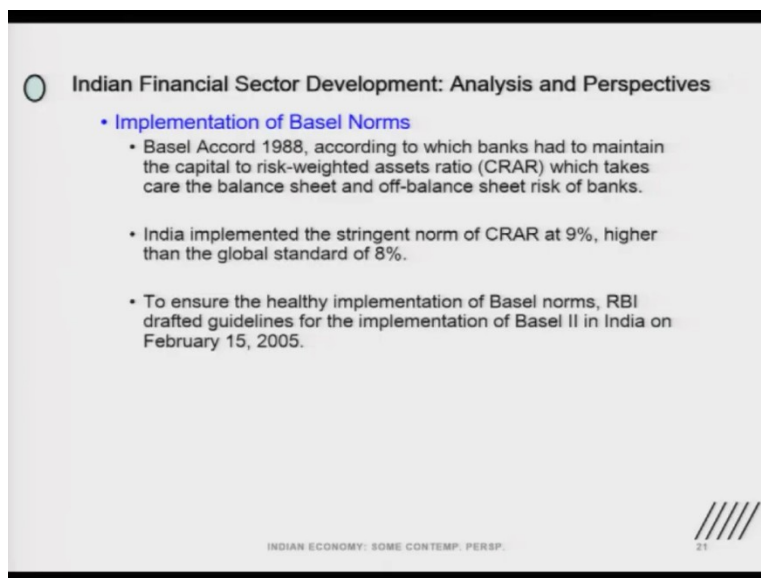 Indian Financial Sector Development: Analysis and Perspectives
• Implementation of Basel Norms
• Basel Accord 1988, according to which banks had to maintain
the capital to risk-weighted assets ratio (CRAR) which takes
care the balance sheet and off-balance sheet risk of banks.
• India implemented the stringent norm of CRAR at 9%, higher
than the global standard of 8%.
• To ensure the healthy implementation of Basel norms, RBI
drafted guidelines for the implementation of Basel II in India on
February 15, 2005.
INDIAN ECONOMY: SOME CONTEMP. PERSP.
21